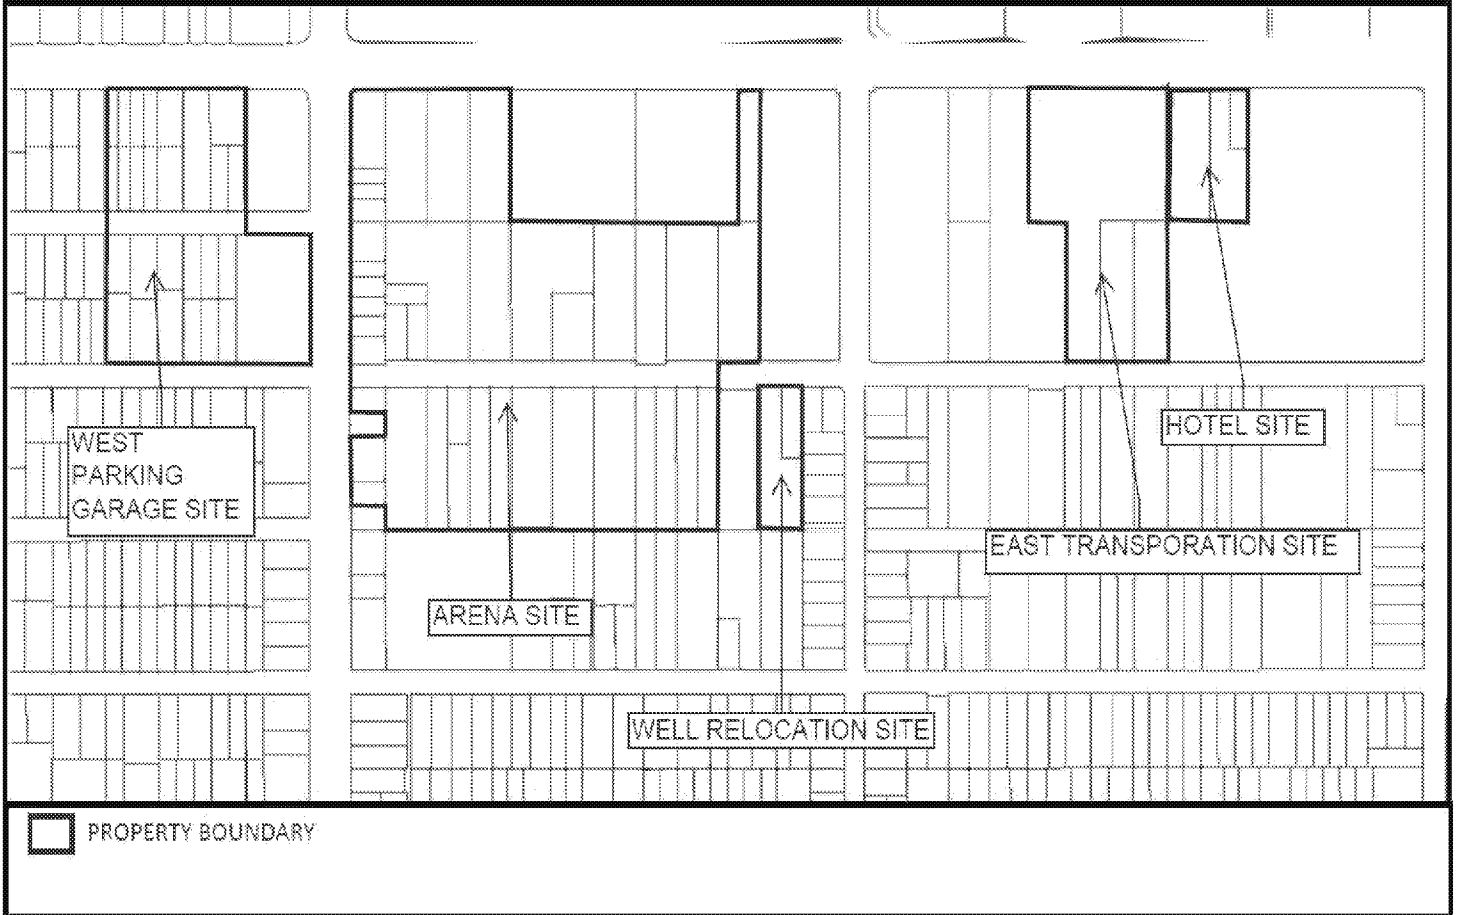 HOTEL SITE
WEST
PARKING
GARAGE SITE
EAST TRANSPORATION SITE
ARENA SITE
WELL RELOCATION SITE
PROPERTY BOUNDARY